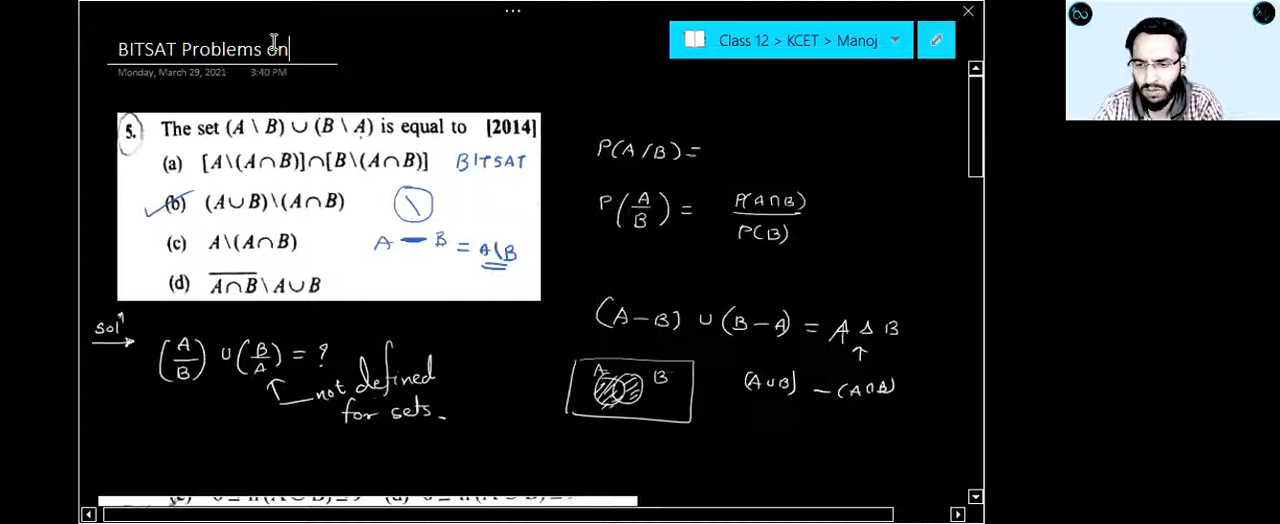 BITSAT Problems on
Monday, March 29, 2021 3:40 PM
Class 12 > KCET > Manoj
5. The set (A \ B) ∪ (B \ A) is equal to [2014]
(a) [A\(A∩B)]∩[B\(A∩B)] BITSAT
(b) (A∪B)\(A∩B) \
(c) A\(A∩B) A — B = A\B
(d) \overline{A∩B} \ A∪B
Sol^n
(A/B) ∪ (B/A) = ?
not defined
for sets.
P(A/B) =
P(A/B) = P(A∩B)/P(B)
(A−B) ∪ (B−A) = A Δ B
A B (A∪B) − (A∩B)